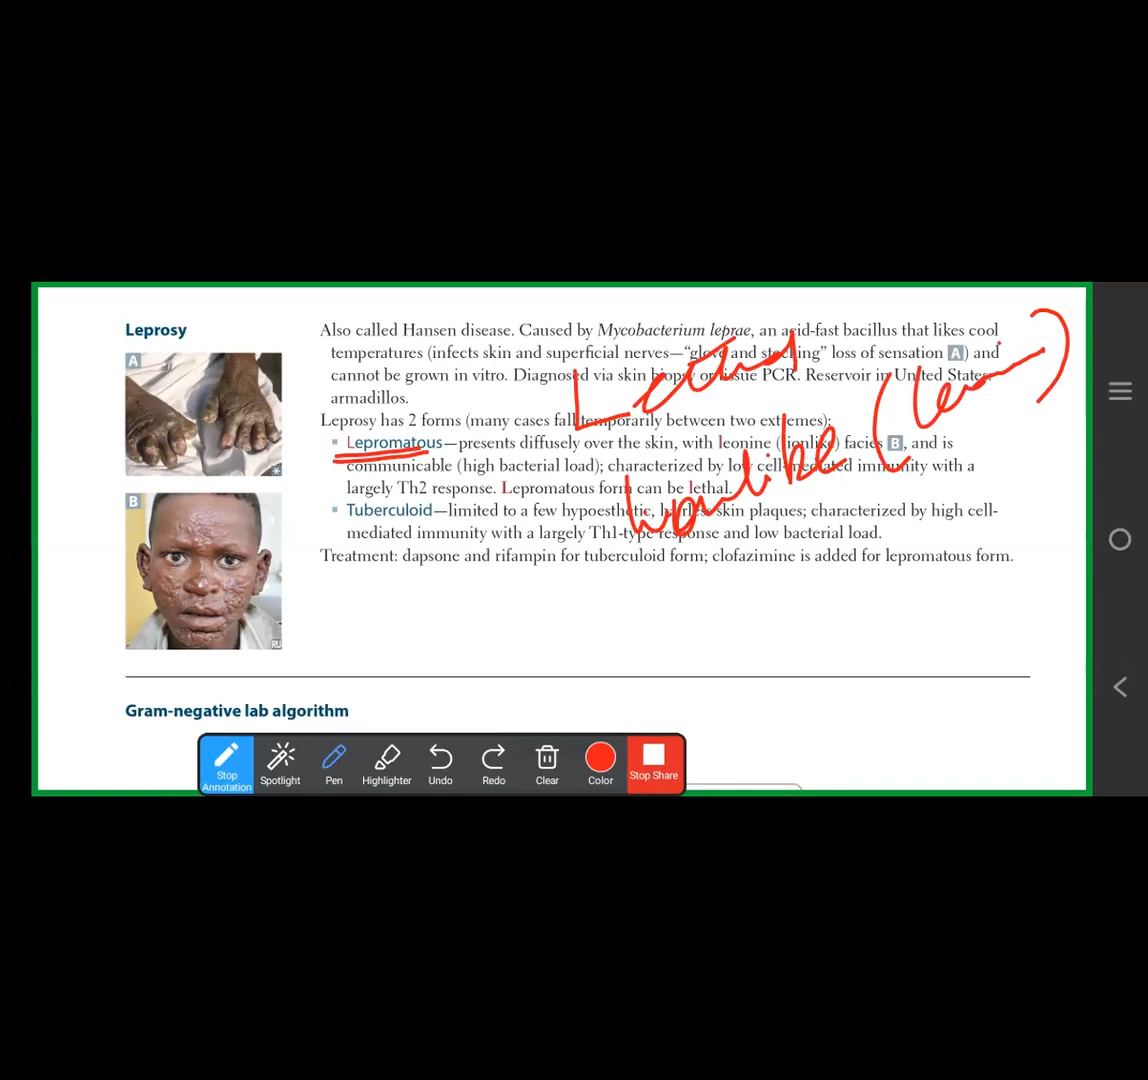 Leprosy
A
Also called Hansen disease. Caused by Mycobacterium leprae, an acid-fast bacillus that likes cool
temperatures (infects skin and superficial nerves—“glove and stocking” loss of sensation A) and
cannot be grown in vitro. Diagnosed via skin biopsy or tissue PCR. Reservoir in United States:
armadillos.
Leprosy has 2 forms (many cases fall temporarily between two extremes):
Lepromatous—presents diffusely over the skin, with leonine (lionlike) facies B, and is
communicable (high bacterial load); characterized by low cell-mediated immunity with a
largely Th2 response. Lepromatous form can be lethal.
Tuberculoid—limited to a few hypoesthetic, hairless skin plaques; characterized by high cell-
mediated immunity with a largely Th1-type response and low bacterial load.
Treatment: dapsone and rifampin for tuberculoid form; clofazimine is added for lepromatous form.
B
RU
Gram-negative lab algorithm
Stop Annotation
Spotlight
Pen
Highlighter
Undo
Redo
Clear
Color
Stop Share